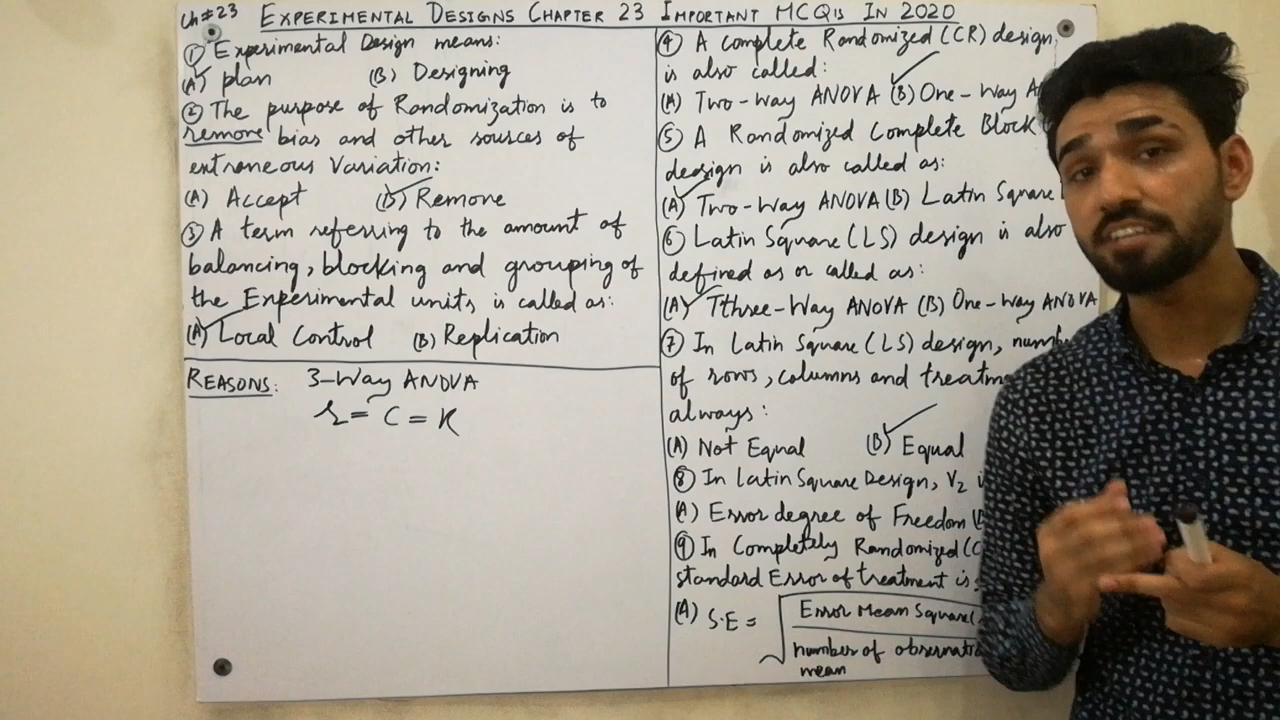 Ch#23 EXPERIMENTAL DESIGNS CHAPTER 23 IMPORTANT MCQ'S IN 2020
① Experimental Design means:
(A) plan (B) Designing
② The purpose of Randomization is to
remove bias and other sources of
extraneous Variation:
(A) Accept (B) Remove
③ A term referring to the amount of
balancing, blocking and grouping of
the Experimental units is called as:
(A) Local Control (B) Replication
REASONS: 3-Way ANOVA
r = C = K
④ A Complete Randomized (CR) design
is also called:
(A) Two-Way ANOVA (B) One-Way A
⑤ A Randomized Complete Block
design is also called as:
(A) Two-Way ANOVA (B) Latin Square
⑥ Latin Square (LS) design is also
defined as or called as:
(A) Tthree-Way ANOVA (B) One-Way ANOVA
⑦ In Latin Square (LS) design, numb
of rows, columns and treatm
always:
(A) Not Equal (B) Equal
⑧ In Latin Square Design, V₂ i
(A) Error degree of Freedom (B
⑨ In Completely Randomized (C
standard Error of treatment is:
(A) S.E = √ Error Mean Square(
number of observati
mean